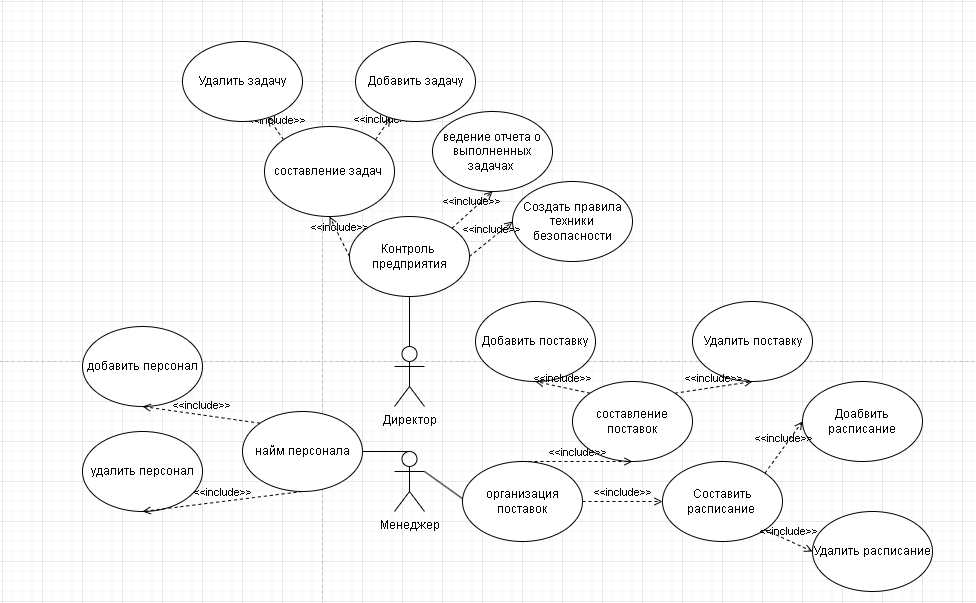 Удалить задачу
Добавить задачу
<<include>>
<<include>>
ведение отчета о
выполненных
задачах
составление задач
<<include>>
Создать правила
техники
безопасности
<<include>>
<<include>>
Контроль
предприятия
Директор
Добавить поставку
Удалить поставку
<<include>>
<<include>>
добавить персонал
<<include>>
составление
поставок
Доабвить
расписание
<<include>>
найм персонала
<<include>>
удалить персонал
<<include>>
организация
поставок
<<include>>
Составить
расписание
Менеджер
<<include>>
Удалить расписание